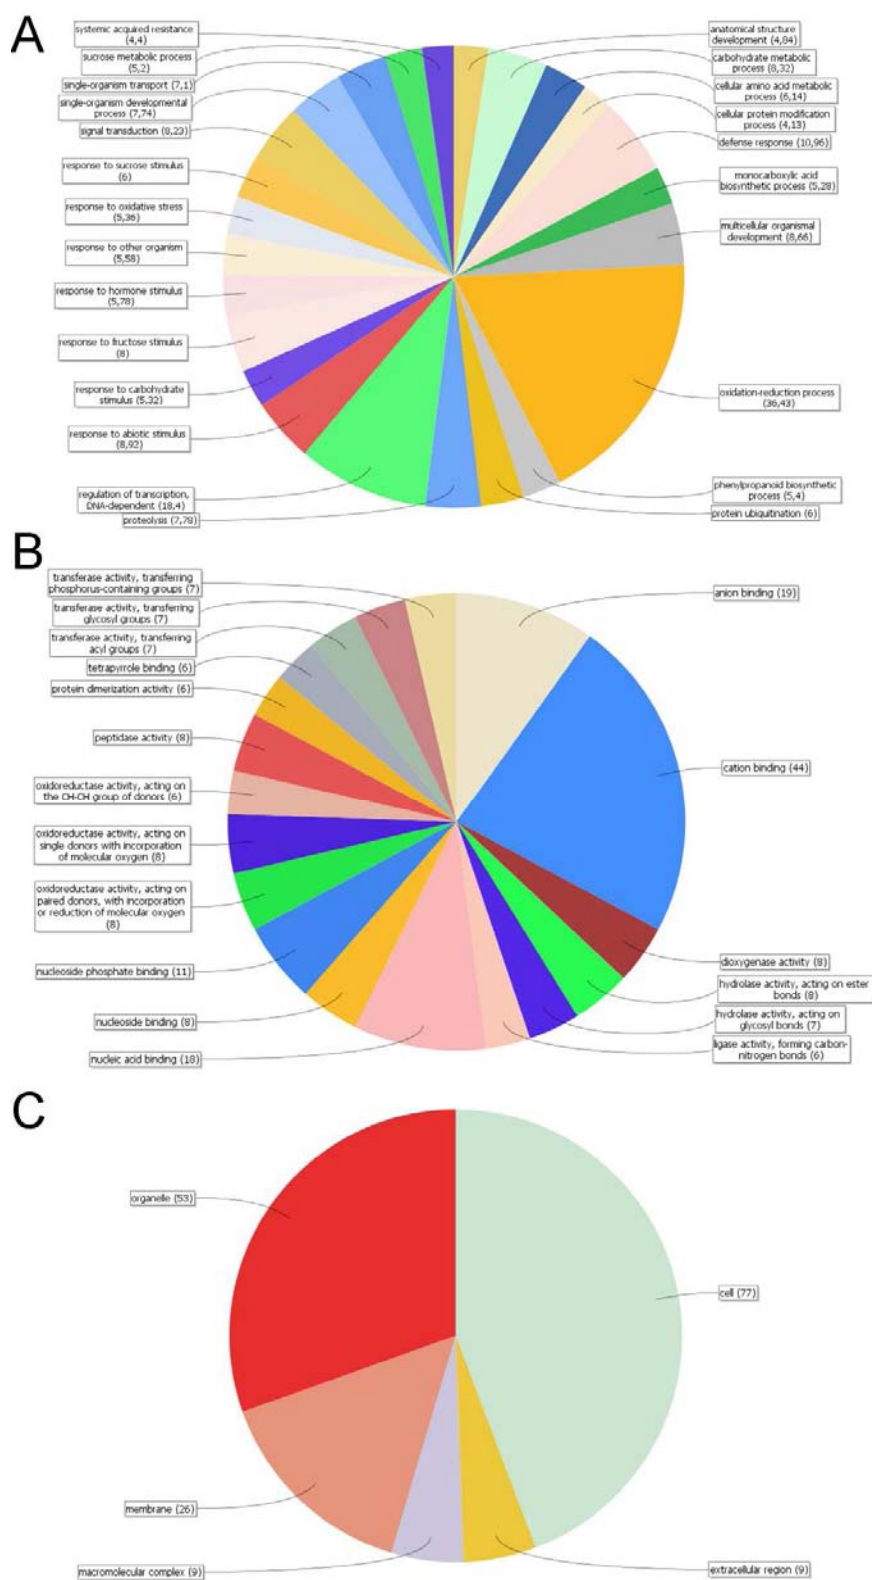 A
systemic acquired resistance
(4,4)
sucrose metabolic process
(5,2)
single-organism transport (7,1)
single-organism developmental
process (7,74)
signal transduction (8,23)
response to sucrose stimulus
(6)
response to oxidative stress
(5,36)
response to other organism
(5,58)
response to hormone stimulus
(5,78)
response to fructose stimulus
(8)
response to carbohydrate
stimulus (5,32)
response to abiotic stimulus
(8,92)
regulation of transcription,
DNA-dependent (18,4)
proteolysis (7,78)
anatomical structure
development (4,84)
carbohydrate metabolic
process (8,32)
cellular amino acid metabolic
process (6,14)
cellular protein modification
process (4,13)
defense response (10,96)
monocarboxylic acid
biosynthetic process (5,28)
multicellular organismal
development (8,66)
oxidation-reduction process
(36,43)
phenylpropanoid biosynthetic
process (5,4)
protein ubiquitination (6)
B
transferase activity, transferring
phosphorus-containing groups (7)
transferase activity, transferring
glycosyl groups (7)
transferase activity, transferring
acyl groups (7)
tetrapyrrole binding (6)
protein dimerization activity (6)
peptidase activity (8)
oxidoreductase activity, acting on
the CH-CH group of donors (6)
oxidoreductase activity, acting on
single donors with incorporation
of molecular oxygen (8)
oxidoreductase activity, acting on
paired donors, with incorporation
or reduction of molecular oxygen
(8)
nucleoside phosphate binding (11)
nucleoside binding (8)
nucleic acid binding (18)
anion binding (19)
cation binding (44)
dioxygenase activity (8)
hydrolase activity, acting on ester
bonds (8)
hydrolase activity, acting on
glycosyl bonds (7)
ligase activity, forming carbon-
nitrogen bonds (6)
C
organelle (53)
membrane (26)
macromolecular complex (9)
cell (77)
extracellular region (9)